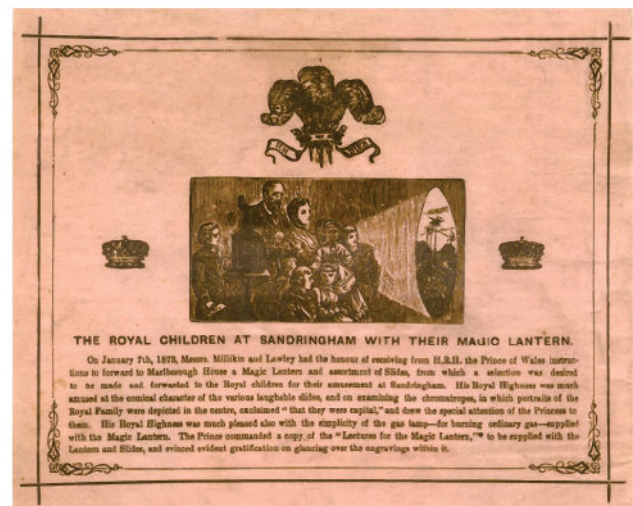 ICH DIEN
THE ROYAL CHILDREN AT SANDRINGHAM WITH THEIR MAGIC LANTERN.
On January 7th, 1873, Messrs. Millikin and Lawley had the honour of receiving from H.R.H. the Prince of Wales instruc-
tions to forward to Marlborough House a Magic Lantern and assortment of Slides, from which a selection was desired
to be made and forwarded to the Royal children for their amusement at Sandringham. His Royal Highness was much
amused at the comical character of the various laughable slides, and on examining the chromatropes, in which portraits of the
Royal Family were depicted in the centre, exclaimed "that they were capital," and drew the special attention of the Princess to
them. His Royal Highness was much pleased also with the simplicity of the gas lamp—for burning ordinary gas—supplied
with the Magic Lantern. The Prince commanded a copy of the "Lectures for the Magic Lantern," to be supplied with the
Lantern and Slides, and evinced evident gratification on glancing over the engravings within it.